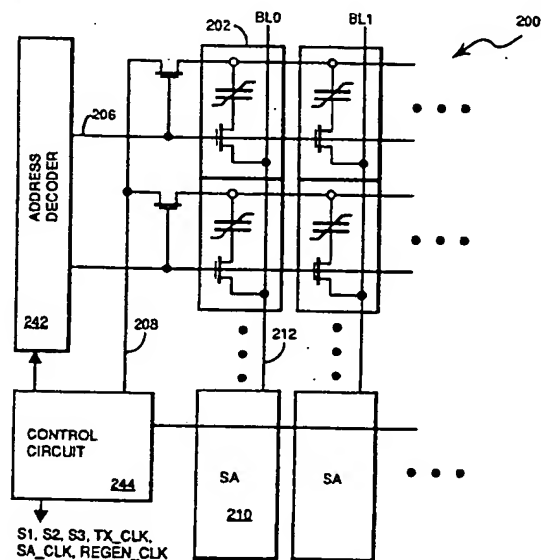 BL0 BL1
202
200
206
ADDRESS
DECODER
242
208
212
CONTROL
CIRCUIT
244
SA
210
SA
S1, S2, S3, TX_CLK,
SA_CLK, REGEN_CLK